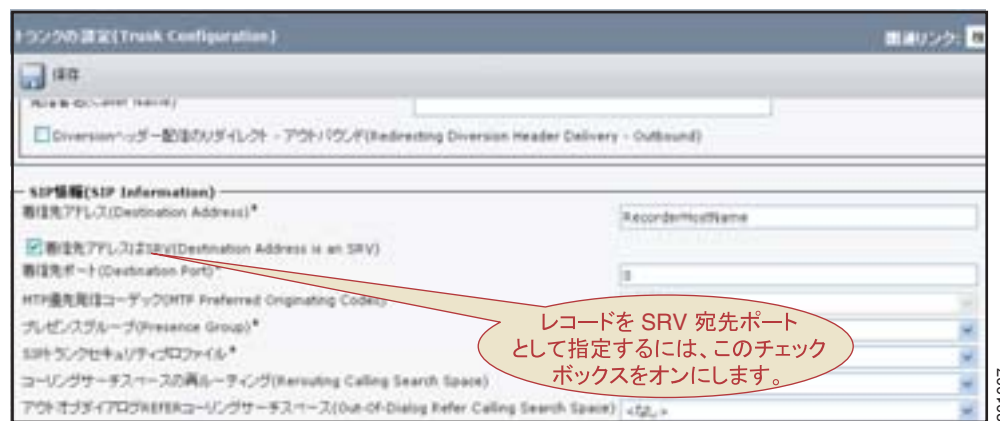 トランクの設定(Trunk Configuration)
関連リンク:
保存
(Caller Name)
Diversionヘッダー配信のリダイレクト - アウトバウンド(Redirecting Diversion Header Delivery - Outbound)
SIP情報(SIP Information)
着信先アドレス(Destination Address)*
RecorderHostName
着信先アドレスはSRV(Destination Address is an SRV)
着信先ポート(Destination Port)*
0
MTP優先発信コーデック(MTP Preferred Originating Codec)
プレゼンスグループ(Presence Group)*
SIPトランクセキュリティプロファイル*
コーリングサーチスペースの再ルーティング(Rerouting Calling Search Space)
アウトオブダイアログREFERコーリングサーチスペース(Out-Of-Dialog Refer Calling Search Space)
<なし>
レコードを SRV 宛先ポート
として指定するには、このチェック
ボックスをオンにします。